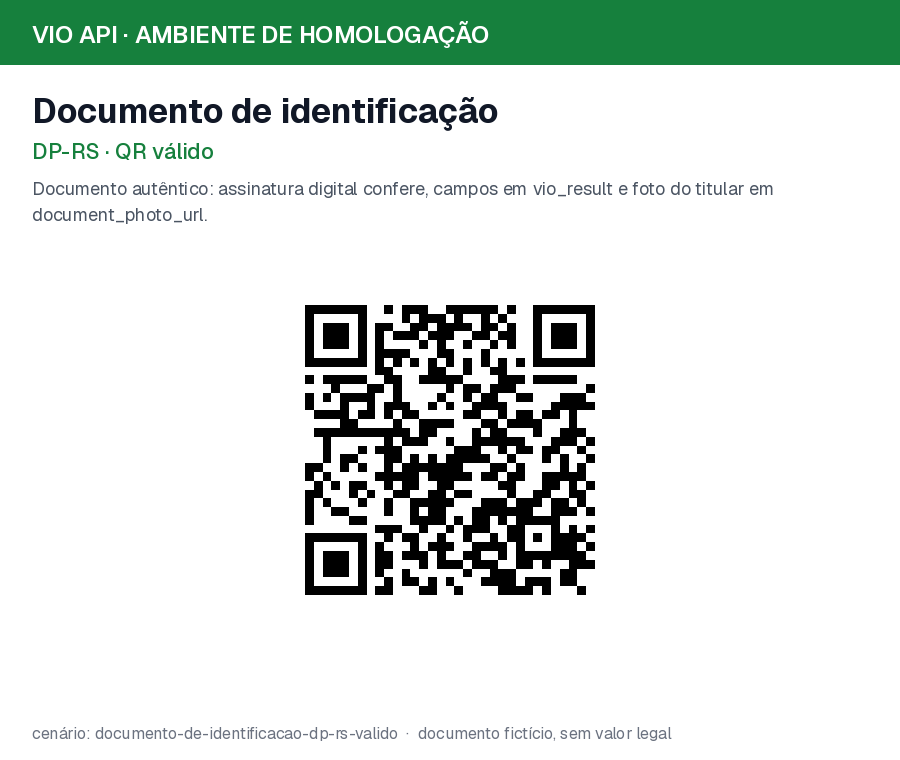 VIO API · AMBIENTE DE HOMOLOGAÇÃO
Documento de identificação
DP-RS · QR válido
Documento autêntico: assinatura digital confere, campos em vio_result e foto do titular em
document_photo_url.
cenário: documento-de-identificacao-dp-rs-valido · documento fictício, sem valor legal